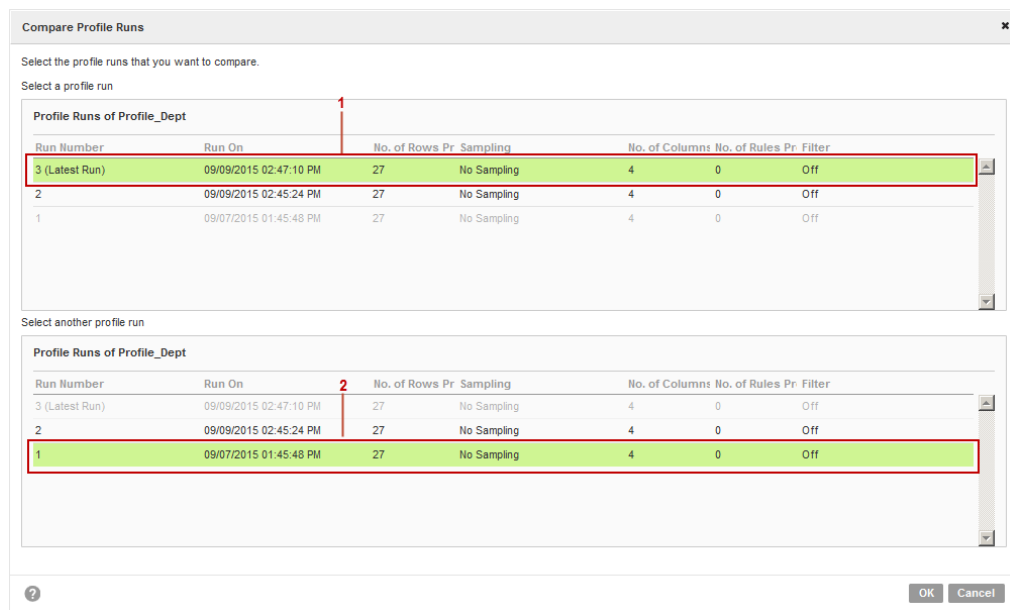 Compare Profile Runs
Select the profile runs that you want to compare.
Select a profile run
1
Profile Runs of Profile_Dept
Run Number Run On No. of Rows Pr Sampling No. of Columns No. of Rules Pr Filter
3 (Latest Run) 09/09/2015 02:47:10 PM 27 No Sampling 4 0 Off
2 09/09/2015 02:45:24 PM 27 No Sampling 4 0 Off
1 09/07/2015 01:45:48 PM 27 No Sampling 4 0 Off
Select another profile run
Profile Runs of Profile_Dept
Run Number Run On 2 No. of Rows Pr Sampling No. of Columns No. of Rules Pr Filter
3 (Latest Run) 09/09/2015 02:47:10 PM 27 No Sampling 4 0 Off
2 09/09/2015 02:45:24 PM 27 No Sampling 4 0 Off
1 09/07/2015 01:45:48 PM 27 No Sampling 4 0 Off
? OK Cancel